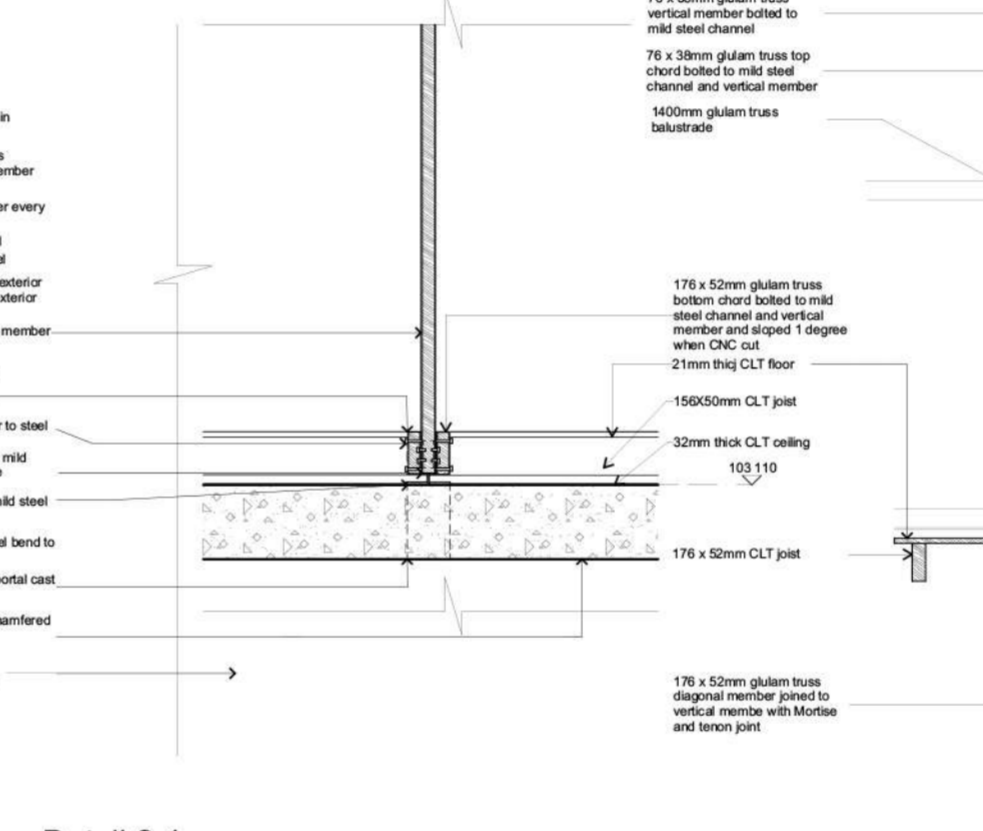 vertical member bolted to
mild steel channel
76 x 38mm glulam truss top
chord bolted to mild steel
channel and vertical member
1400mm glulam truss
balustrade
in
s
ember
er every
l
el
exterior
xterior
member
r to steel
mild
e
nild steel
el bend to
ortal cast
hamfered
176 x 52mm glulam truss
bottom chord bolted to mild
steel channel and vertical
member and sloped 1 degree
when CNC cut
21mm thicj CLT floor
156X50mm CLT joist
32mm thick CLT ceiling
103 110
176 x 52mm CLT joist
176 x 52mm glulam truss
diagonal member joined to
vertical membe with Mortise
and tenon joint